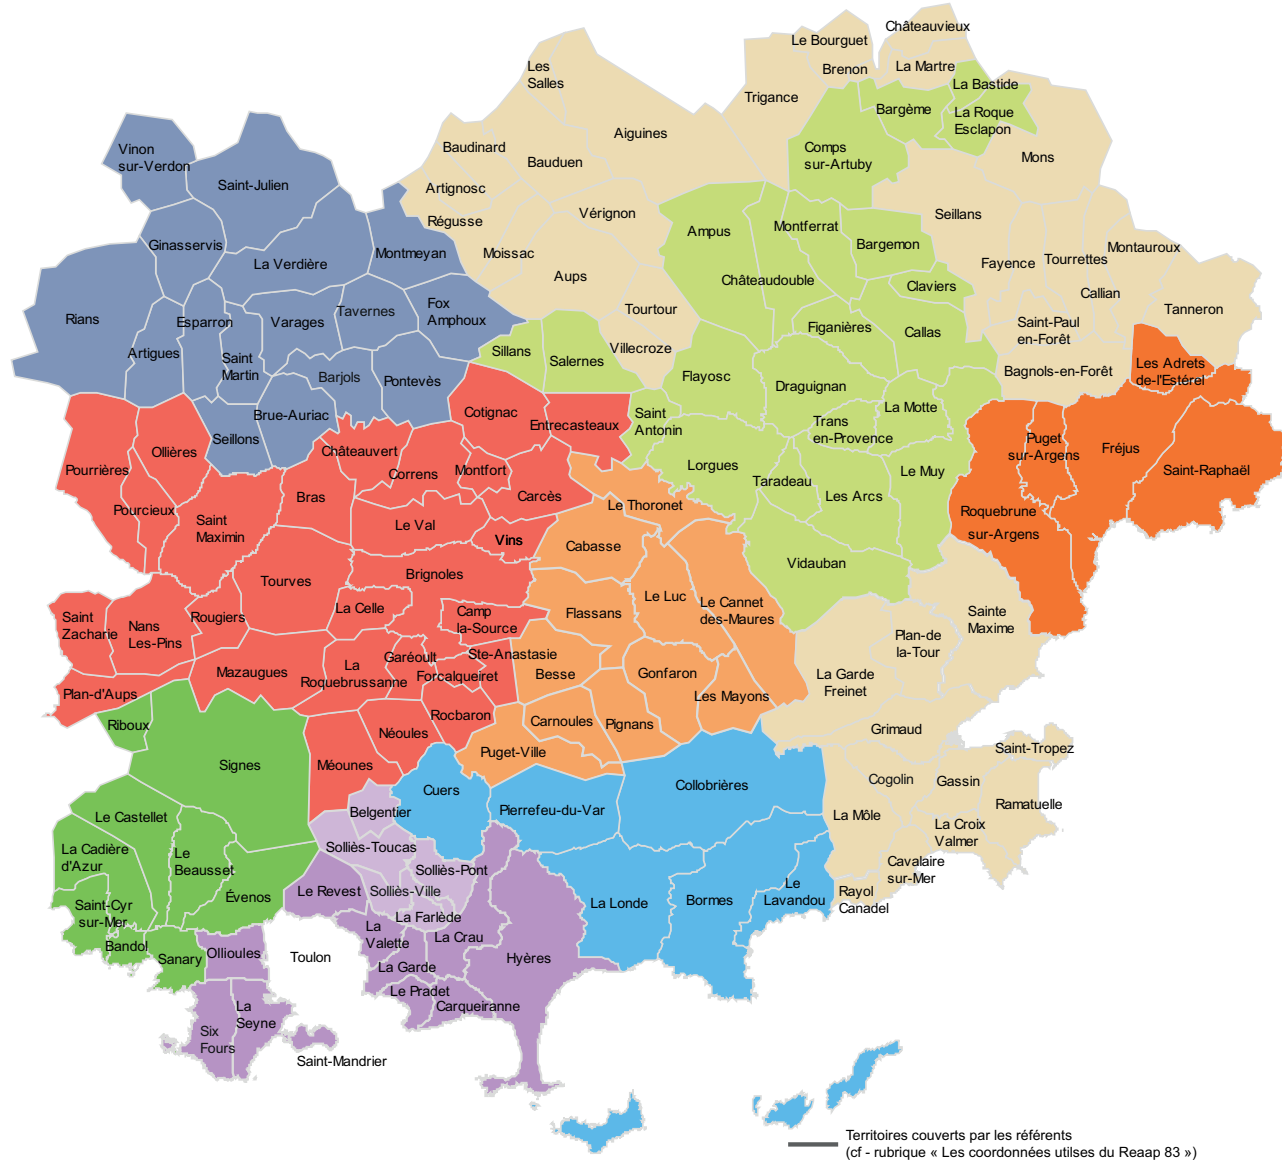 Châteauvieux
Le Bourguet
La Martre
Brenon
Les
Salles
Trigance
La Bastide
Bargème
La Roque
Esclapon
Aiguines
Comps
sur-Artuby
Mons
Baudinard
Bauduen
Vinon
sur-Verdon
Saint-Julien
Artignosc
Régusse
Vérignon
Seillans
Ampus
Montferrat
Bargemon
Ginasservis
Montmeyan
Moissac
Montauroux
La Verdière
Aups
Châteaudouble
Fayence
Tourrettes
Claviers
Callian
Rians
Esparron
Varages
Tavernes
Fox
Amphoux
Tourtour
Figanières
Callas
Saint-Paul
en-Forêt
Tanneron
Artigues
Saint
Martin
Sillans
Salernes
Villecroze
Barjols
Pontevès
Flayosc
Draguignan
Bagnols-en-Forêt
Les Adrets
de-l'Estérel
Brue-Auriac
Cotignac
Entrecasteaux
Saint
Antonin
Trans
en-Provence
La Motte
Seillons
Ollières
Châteauvert
Puget
sur-Argens
Fréjus
Pourrières
Correns
Montfort
Lorgues
Taradeau
Le Muy
Saint-Raphaël
Bras
Carcès
Les Arcs
Pourcieux
Saint
Maximin
Le Val
Le Thoronet
Roquebrune
sur-Argens
Vins
Cabasse
Vidauban
Tourves
Brignoles
Le Luc
Le Cannet
des-Maures
La Celle
Camp
la-Source
Flassans
Sainte
Maxime
Saint
Zacharie
Nans
Les-Pins
Rougiers
Plan-de
la-Tour
Mazaugues
La
Roquebrussanne
Garéoult
Ste-Anastasie
Forcalqueiret
Besse
Gonfaron
La Garde
Freinet
Plan-d'Aups
Les Mayons
Riboux
Rocbaron
Carnoules
Pignans
Néoules
Grimaud
Signes
Méounes
Puget-Ville
Saint-Tropez
Cuers
Collobrières
Cogolin
Gassin
Belgentier
Pierrefeu-du-Var
Ramatuelle
Le Castellet
La Môle
La Croix
Valmer
La Cadière
d'Azur
Le
Beausset
Solliès-Toucas
Cavalaire
sur-Mer
Solliès-Pont
Évenos
Le Revest
Solliès-Ville
Le
Lavandou
Rayol
Canadel
Saint-Cyr
sur-Mer
La Farlède
La Londe
Bormes
La
Valette
La Crau
Bandol
Sanary
Ollioules
Toulon
Hyères
La Garde
Le Pradet
Carqueiranne
La
Seyne
Six
Fours
Saint-Mandrier
Territoires couverts par les référents
(cf - rubrique « Les coordonnées utilses du Reaap 83 »)